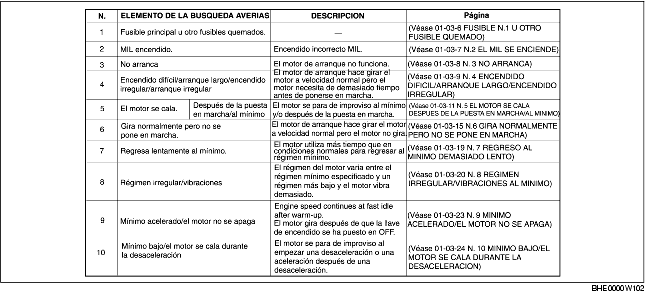 N. ELEMENTO DE LA BUSQUEDA AVERIAS DESCRIPCION Página
1 Fusible principal u otro fusibles quemados. — (Véase 01-03-6 FUSIBLE N.1 U OTRO
FUSIBLE QUEMADO)
2 MIL encendido. Encendido incorrecto MIL. (Véase 01-03-7 N.2 EL MIL SE ENCIENDE)
3 No arranca El motor de arranque no funciona. (Véase 01-03-8 N. 3 NO ARRANCA)
4 Encendido difícil/arranque largo/encendido
irregular/arranque irregular
El motor de arranque hace girar el
motor a velocidad normal pero el motor
necesita de demasiado tiempo
antes de ponerse en marcha.
(Véase 01-03-9 N. 4 ENCENDIDO
DIFICIL/ARRANQUE LARGO/ENCENDIDO
IRREGULAR)
5 El motor se cala. Después de la puesta
en marcha/al mínimo
El motor se para de improviso al mínimo
y/o después de la puesta en marcha.
(Véase 01-03-11 N. 5 EL MOTOR SE CALA
DESPUES DE LA PUESTA EN MARCHA/AL MINIMO)
6 Gira normalmente pero no se
pone en marcha.
El motor de arranque hace girar el motor
a velocidad normal pero el motor no gira.
(Véase 01-03-15 N.6 GIRA NORMALMENTE
PERO NO SE PONE EN MARCHA)
7 Regresa lentamente al mínimo.
El motor utiliza más tiempo que en
condiciones normales para regresar al
régimen mínimo.
(Véase 01-03-19 N. 7 REGRESO AL
MINIMO DEMASIADO LENTO)
8 Régimen irregular/vibraciones
El régimen del motor varia entre el
régimen mínimo especificado y un
régimen más bajo y el motor vibra
demasiado.
(Véase 01-03-20 N. 8 REGIMEN
IRREGULAR/VIBRACIONES AL MINIMO)
9 Mínimo acelerado/el motor no se apaga
Engine speed continues at fast idle
after warm-up.
El motor gira después de que la llave
de encendido se ha puesto en OFF.
(Véase 01-03-23 N. 9 MINIMO
ACELERADO/EL MOTOR NO SE APAGA)
10 Mínimo bajo/el motor se cala durante
la desaceleración
El motor se para de improviso al
empezar una desaceleración o una
aceleración después de una
desaceleración.
(Véase 01-03-24 N. 10 MINIMO BAJO/EL
MOTOR SE CALA DURANTE LA
DESACELERACION)
BHE0000W102